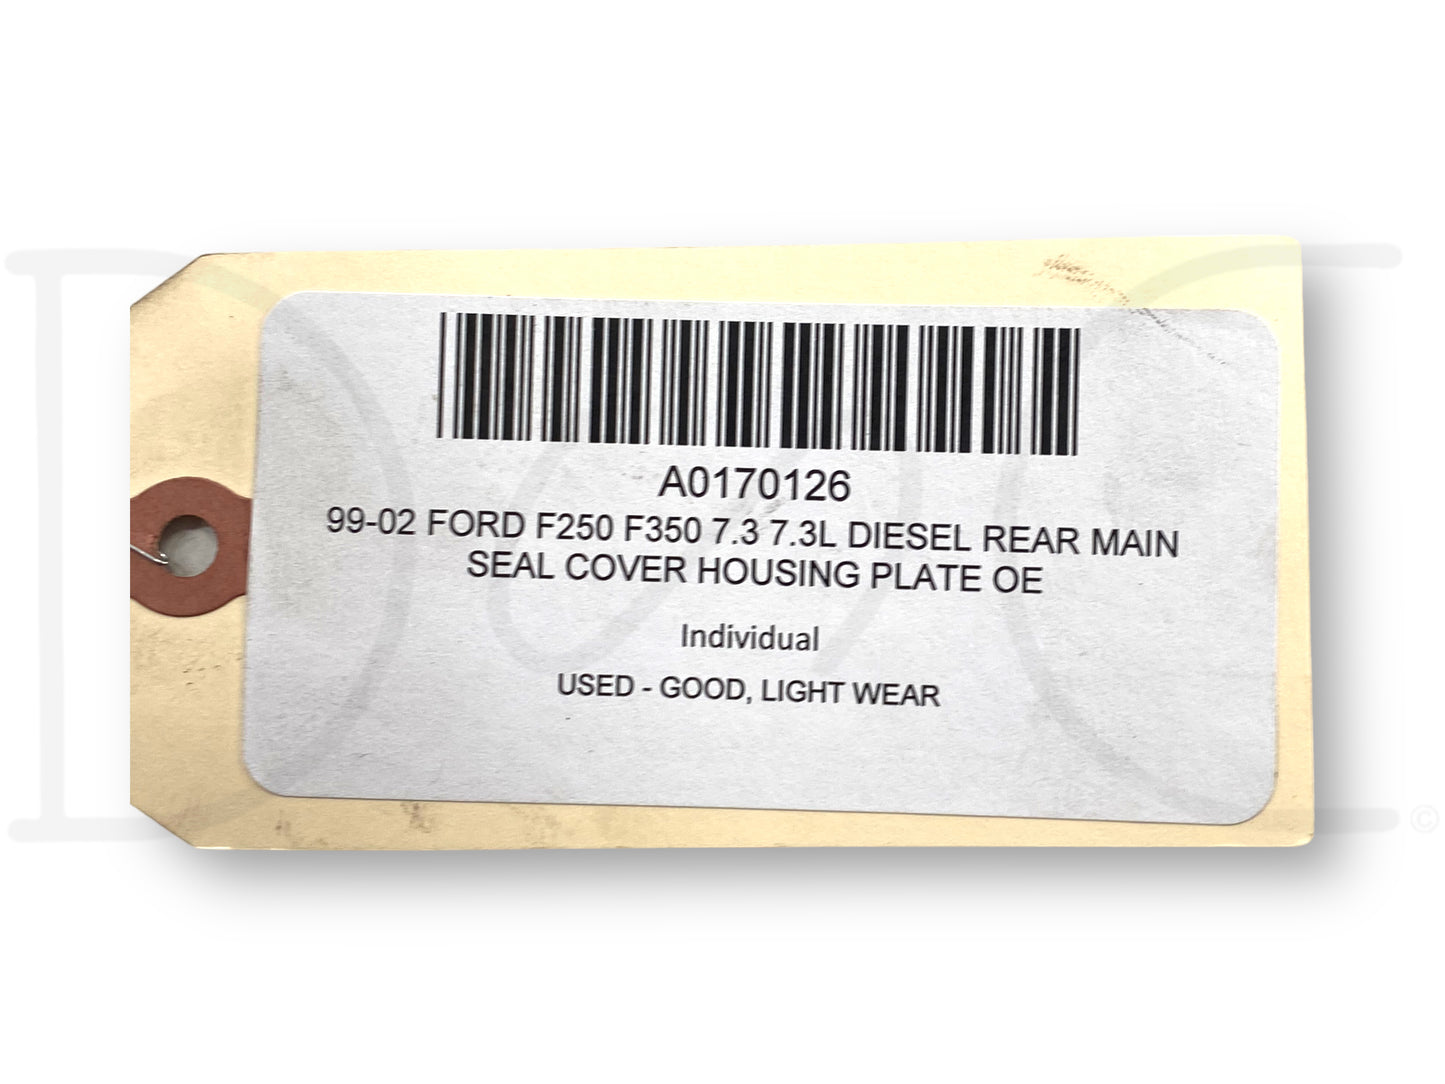 A0170126
99-02 FORD F250 F350 7.3 7.3L DIESEL REAR MAIN
SEAL COVER HOUSING PLATE OE
Individual
USED - GOOD, LIGHT WEAR
©